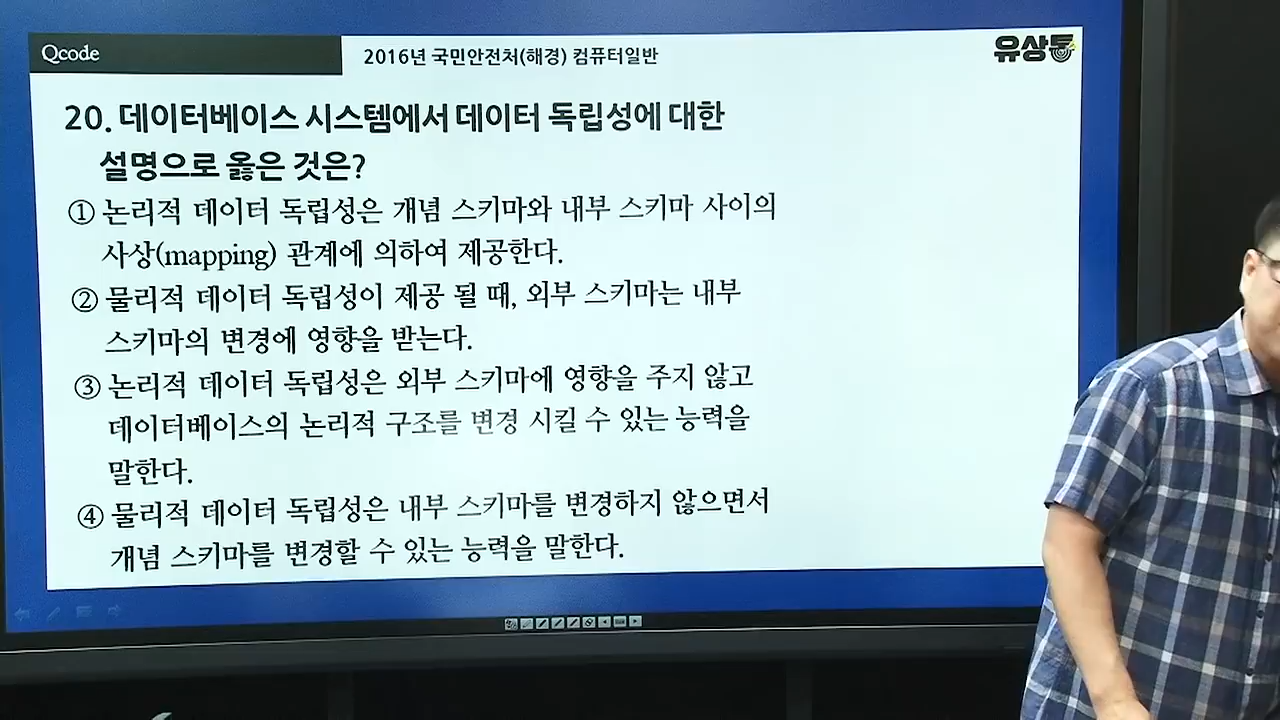 Qcode
2016년 국민안전처(해경) 컴퓨터일반
유상통
20. 데이터베이스 시스템에서 데이터 독립성에 대한
설명으로 옳은 것은?
① 논리적 데이터 독립성은 개념 스키마와 내부 스키마 사이의
사상(mapping) 관계에 의하여 제공한다.
② 물리적 데이터 독립성이 제공 될 때, 외부 스키마는 내부
스키마의 변경에 영향을 받는다.
③ 논리적 데이터 독립성은 외부 스키마에 영향을 주지 않고
데이터베이스의 논리적 구조를 변경 시킬 수 있는 능력을
말한다.
④ 물리적 데이터 독립성은 내부 스키마를 변경하지 않으면서
개념 스키마를 변경할 수 있는 능력을 말한다.